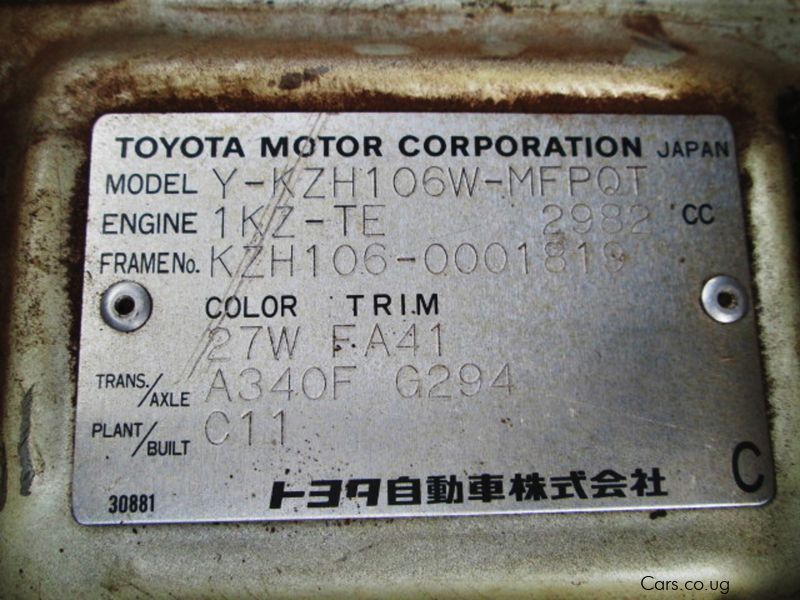 TOYOTA MOTOR CORPORATION JAPAN
MODEL Y-KZH106W-MFPQT
ENGINE 1KZ-TE 2982 CC
FRAME No. KZH106-0001819
COLOR TRIM
27W FA41
TRANS./AXLE A340F G294
PLANT/BUILT C11
30881 トヨタ自動車株式会社 C
Cars.co.ug